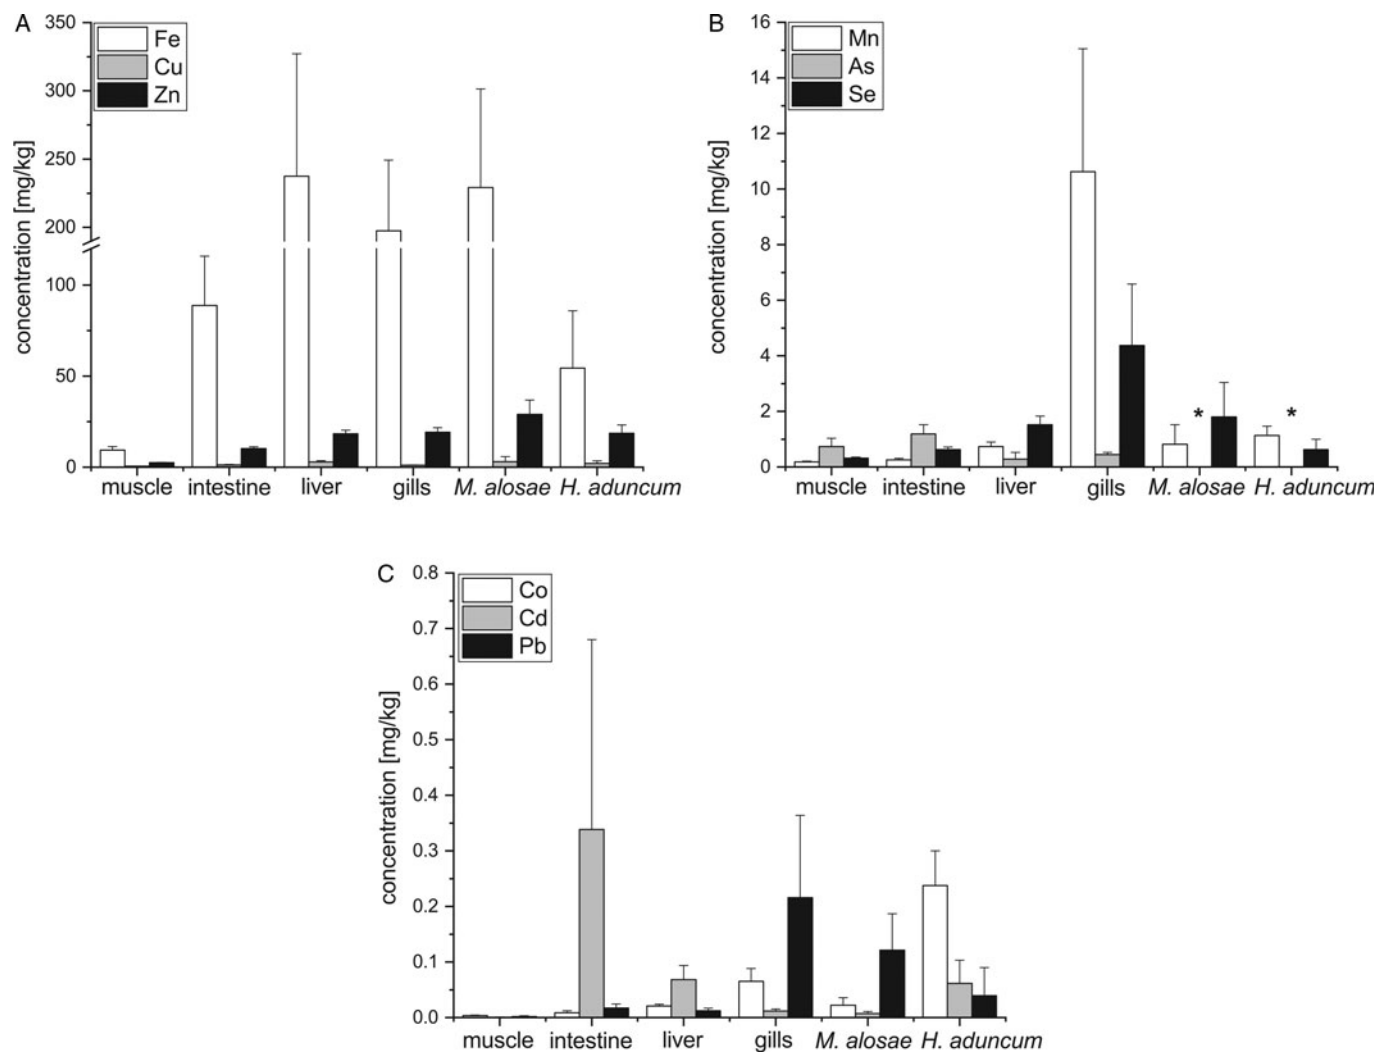 A
Fe
Cu
Zn
350
300
250
200
100
50
0
concentration [mg/kg]
muscle intestine liver gills M. alosae H. aduncum
B
Mn
As
Se
16
14
12
10
8
6
4
2
0
concentration [mg/kg]
* *
muscle intestine liver gills M. alosae H. aduncum
C
Co
Cd
Pb
0.8
0.7
0.6
0.5
0.4
0.3
0.2
0.1
0.0
concentration [mg/kg]
muscle intestine liver gills M. alosae H. aduncum